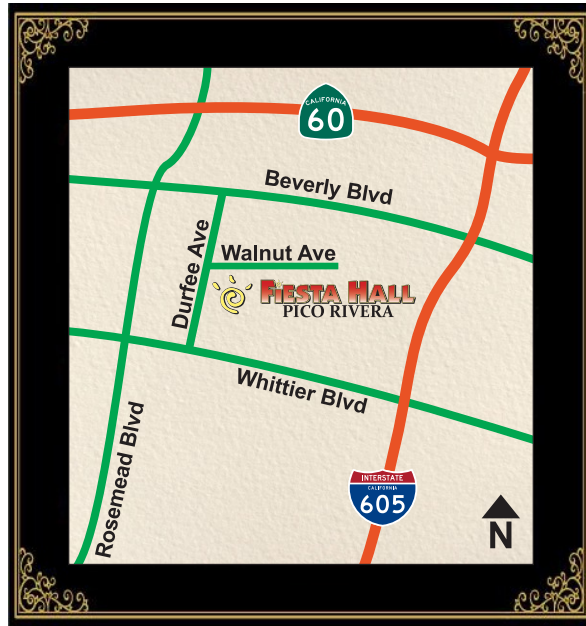 CALIFORNIA
60
Beverly Blvd
Durfee Ave
Walnut Ave
FIESTA HALL
PICO RIVERA
Whittier Blvd
Rosemead Blvd
INTERSTATE
CALIFORNIA
605
N